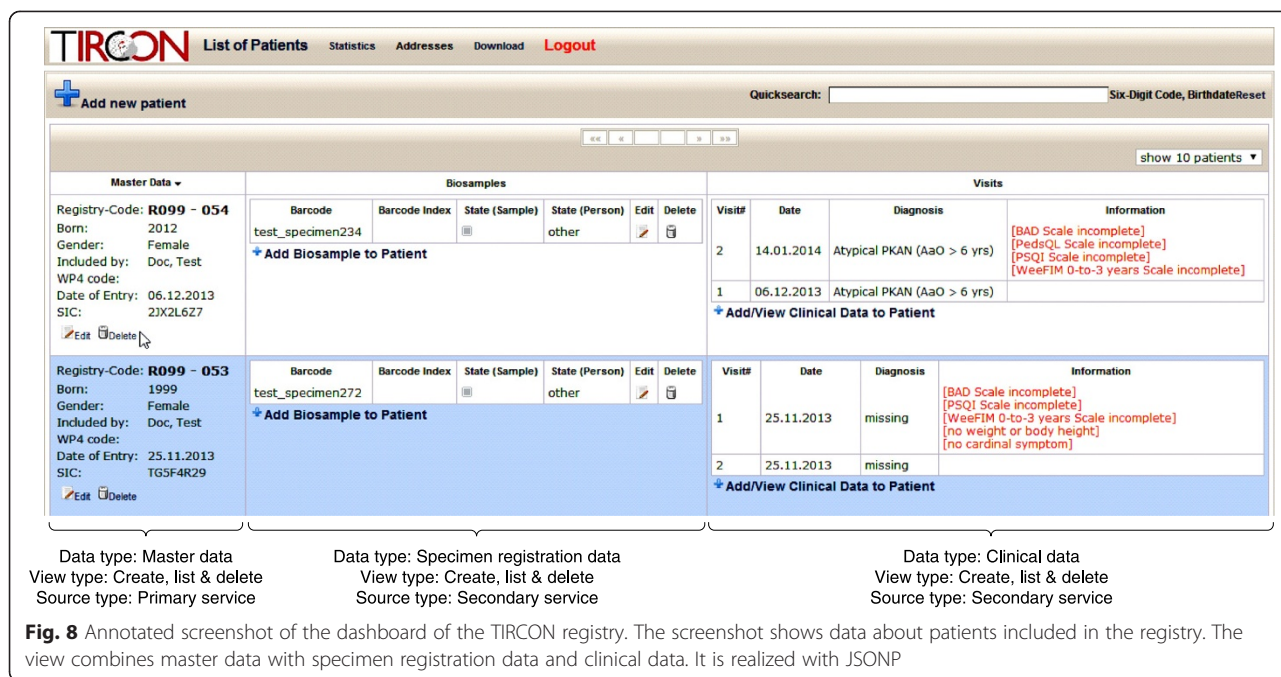 TIRCON List of Patients Statistics Addresses Download Logout
Add new patient Quicksearch: Six-Digit Code, BirthdateReset
«« « » »»
show 10 patients
Master Data Biosamples Visits
Registry-Code: R099 - 054
Born: 2012
Gender: Female
Included by: Doc, Test
WP4 code:
Date of Entry: 06.12.2013
SIC: 2JX2L6Z7
Edit Delete
Barcode Barcode Index State (Sample) State (Person) Edit Delete
test_specimen234 other
Add Biosample to Patient
Visit# Date Diagnosis Information
2 14.01.2014 Atypical PKAN (AaO > 6 yrs)
[BAD Scale incomplete]
[PedsQL Scale incomplete]
[PSQI Scale incomplete]
[WeeFIM 0-to-3 years Scale incomplete]
1 06.12.2013 Atypical PKAN (AaO > 6 yrs)
Add/View Clinical Data to Patient
Registry-Code: R099 - 053
Born: 1999
Gender: Female
Included by: Doc, Test
WP4 code:
Date of Entry: 25.11.2013
SIC: TG5F4R29
Edit Delete
Barcode Barcode Index State (Sample) State (Person) Edit Delete
test_specimen272 other
Add Biosample to Patient
Visit# Date Diagnosis Information
1 25.11.2013 missing
[BAD Scale incomplete]
[PSQI Scale incomplete]
[WeeFIM 0-to-3 years Scale incomplete]
[no weight or body height]
[no cardinal symptom]
2 25.11.2013 missing
Add/View Clinical Data to Patient
Data type: Master data
View type: Create, list & delete
Source type: Primary service
Data type: Specimen registration data
View type: Create, list & delete
Source type: Secondary service
Data type: Clinical data
View type: Create, list & delete
Source type: Secondary service
Fig. 8 Annotated screenshot of the dashboard of the TIRCON registry. The screenshot shows data about patients included in the registry. The
view combines master data with specimen registration data and clinical data. It is realized with JSONP